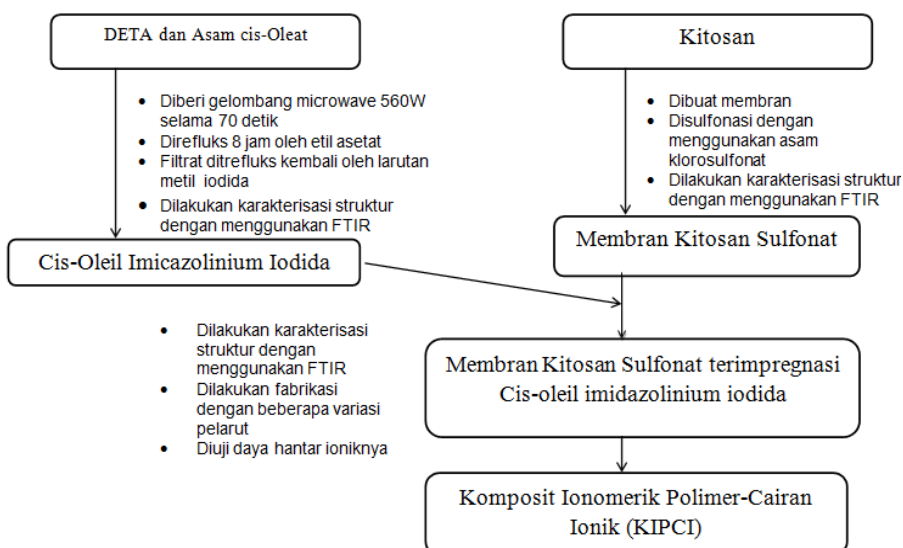 DETA dan Asam cis-Oleat
Kitosan
• Diberi gelombang microwave 560W
selama 70 detik
• Direfluks 8 jam oleh etil asetat
• Filtrat ditrefluks kembali oleh larutan
metil iodida
• Dilakukan karakterisasi struktur
dengan menggunakan FTIR
• Dibuat membran
• Disulfonasi dengan
menggunakan asam
klorosulfonat
• Dilakukan karakterisasi struktur
dengan menggunakan FTIR
Cis-Oleil Imicazolinium Iodida
Membran Kitosan Sulfonat
• Dilakukan karakterisasi
struktur dengan
menggunakan FTIR
• Dilakukan fabrikasi
dengan beberapa variasi
pelarut
• Diuji daya hantar ioniknya
Membran Kitosan Sulfonat terimpregnasi
Cis-oleil imidazolinium iodida
Komposit Ionomerik Polimer-Cairan
Ionik (KIPCI)